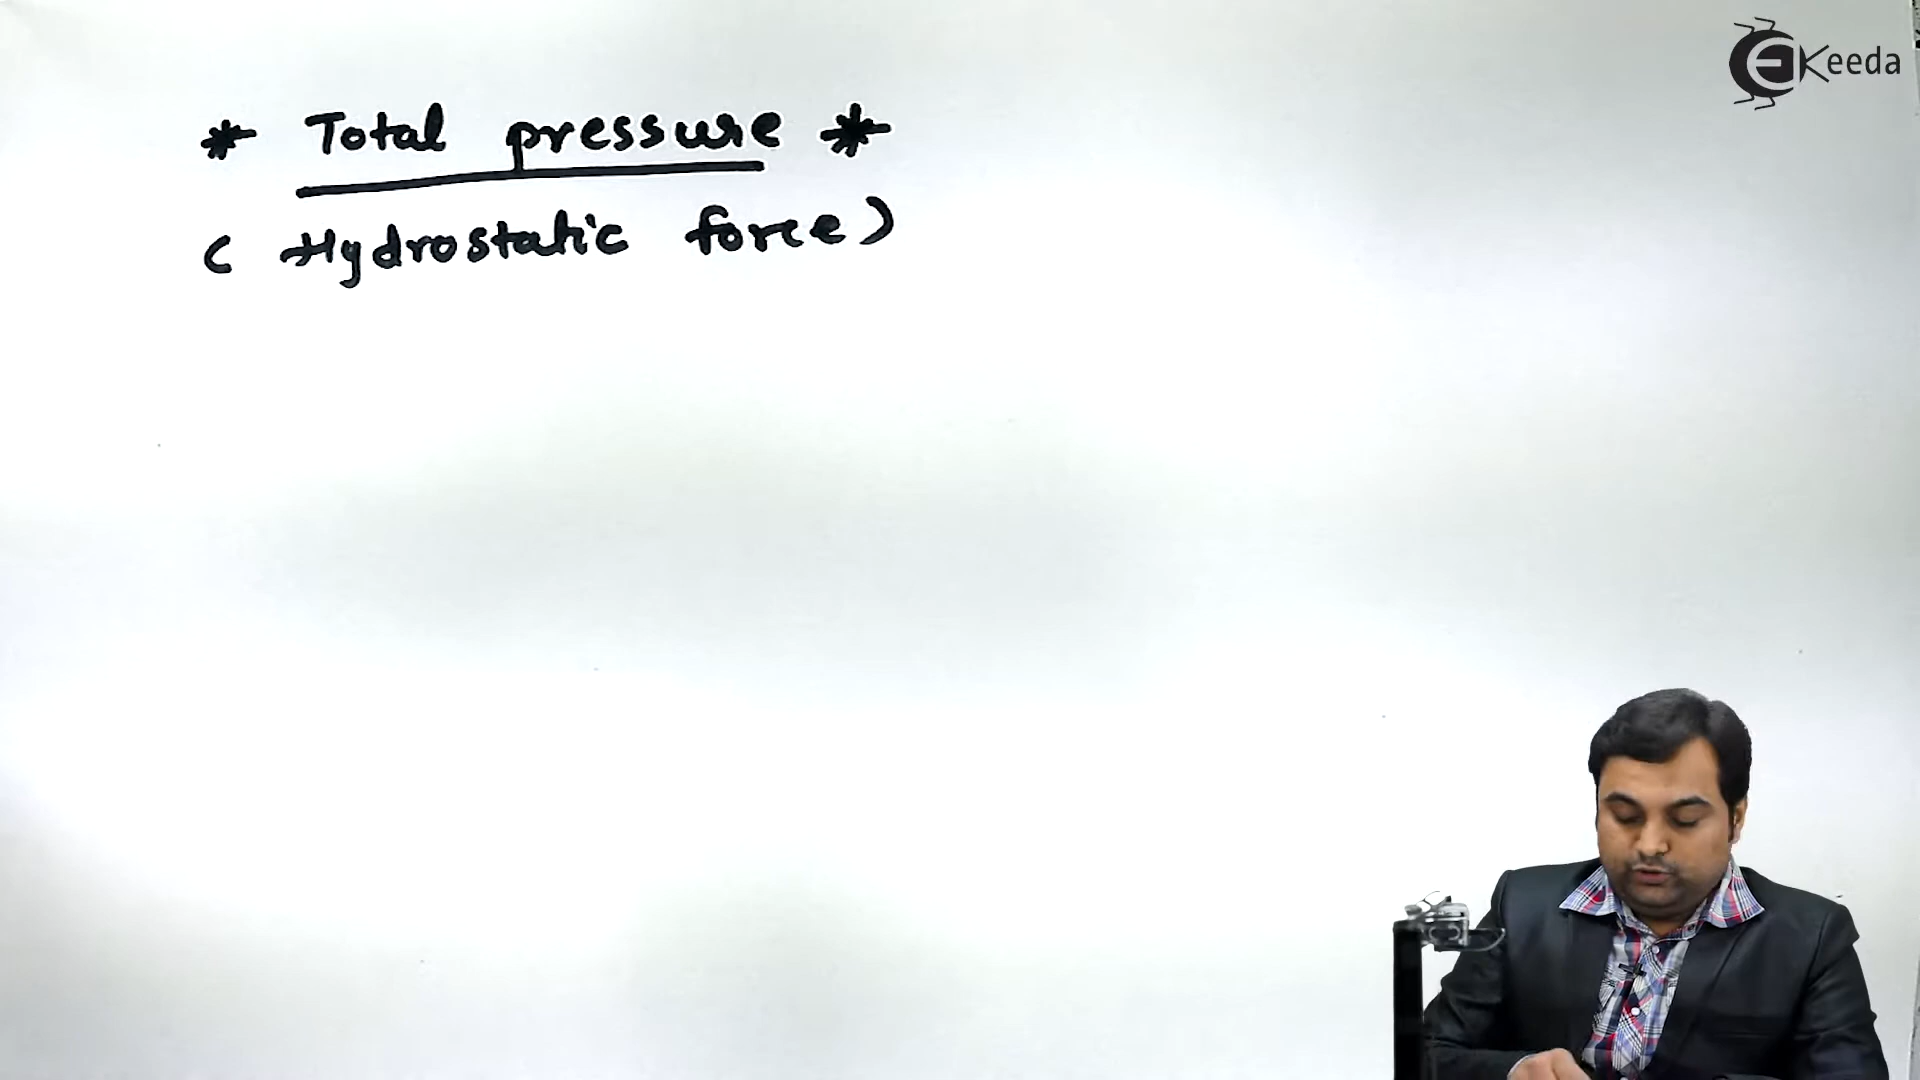 * Total pressure *
( Hydrostatic force )
Ekeeda